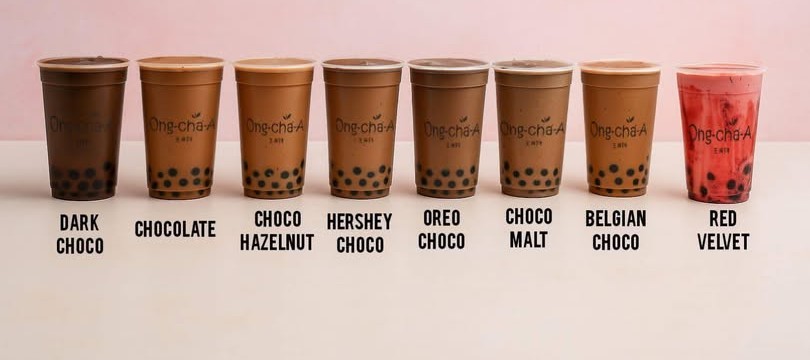 Ong-cha-A
Ong-cha-A
Ong-cha-A
Ong-cha-A
Ong-cha-A
Ong-cha-A
Ong-cha-A
Ong-cha-A
DARK
CHOCO
CHOCOLATE
CHOCO
HAZELNUT
HERSHEY
CHOCO
OREO
CHOCO
CHOCO
MALT
BELGIAN
CHOCO
RED
VELVET